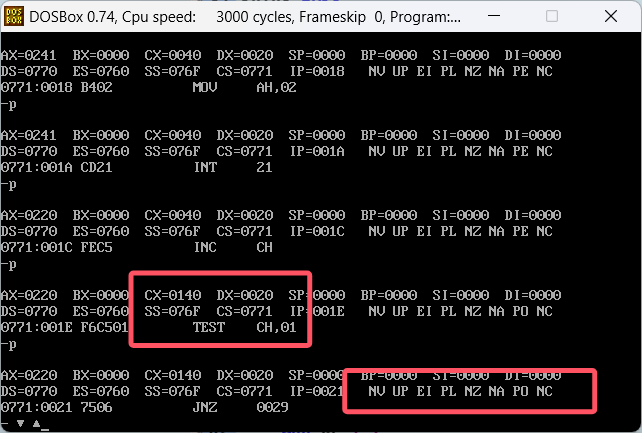 DOSBox 0.74, Cpu speed: 3000 cycles, Frameskip 0, Program:...
AX=0241 BX=0000 CX=0040 DX=0020 SP=0000 BP=0000 SI=0000 DI=0000
DS=0770 ES=0760 SS=076F CS=0771 IP=0018 NV UP EI PL NZ NA PE NC
0771:0018 B402 MOV AH,02
-p
AX=0241 BX=0000 CX=0040 DX=0020 SP=0000 BP=0000 SI=0000 DI=0000
DS=0770 ES=0760 SS=076F CS=0771 IP=001A NV UP EI PL NZ NA PE NC
0771:001A CD21 INT 21
-p
AX=0220 BX=0000 CX=0040 DX=0020 SP=0000 BP=0000 SI=0000 DI=0000
DS=0770 ES=0760 SS=076F CS=0771 IP=001C NV UP EI PL NZ NA PE NC
0771:001C FEC5 INC CH
-p
AX=0220 BX=0000 CX=0140 DX=0020 SP=0000 BP=0000 SI=0000 DI=0000
DS=0770 ES=0760 SS=076F CS=0771 IP=001E NV UP EI PL NZ NA PO NC
0771:001E F6C501 TEST CH,01
-p
AX=0220 BX=0000 CX=0140 DX=0020 SP=0000 BP=0000 SI=0000 DI=0000
DS=0770 ES=0760 SS=076F CS=0771 IP=0021 NV UP EI PL NZ NA PO NC
0771:0021 7506 JNZ 0029
- ▼ ▲_